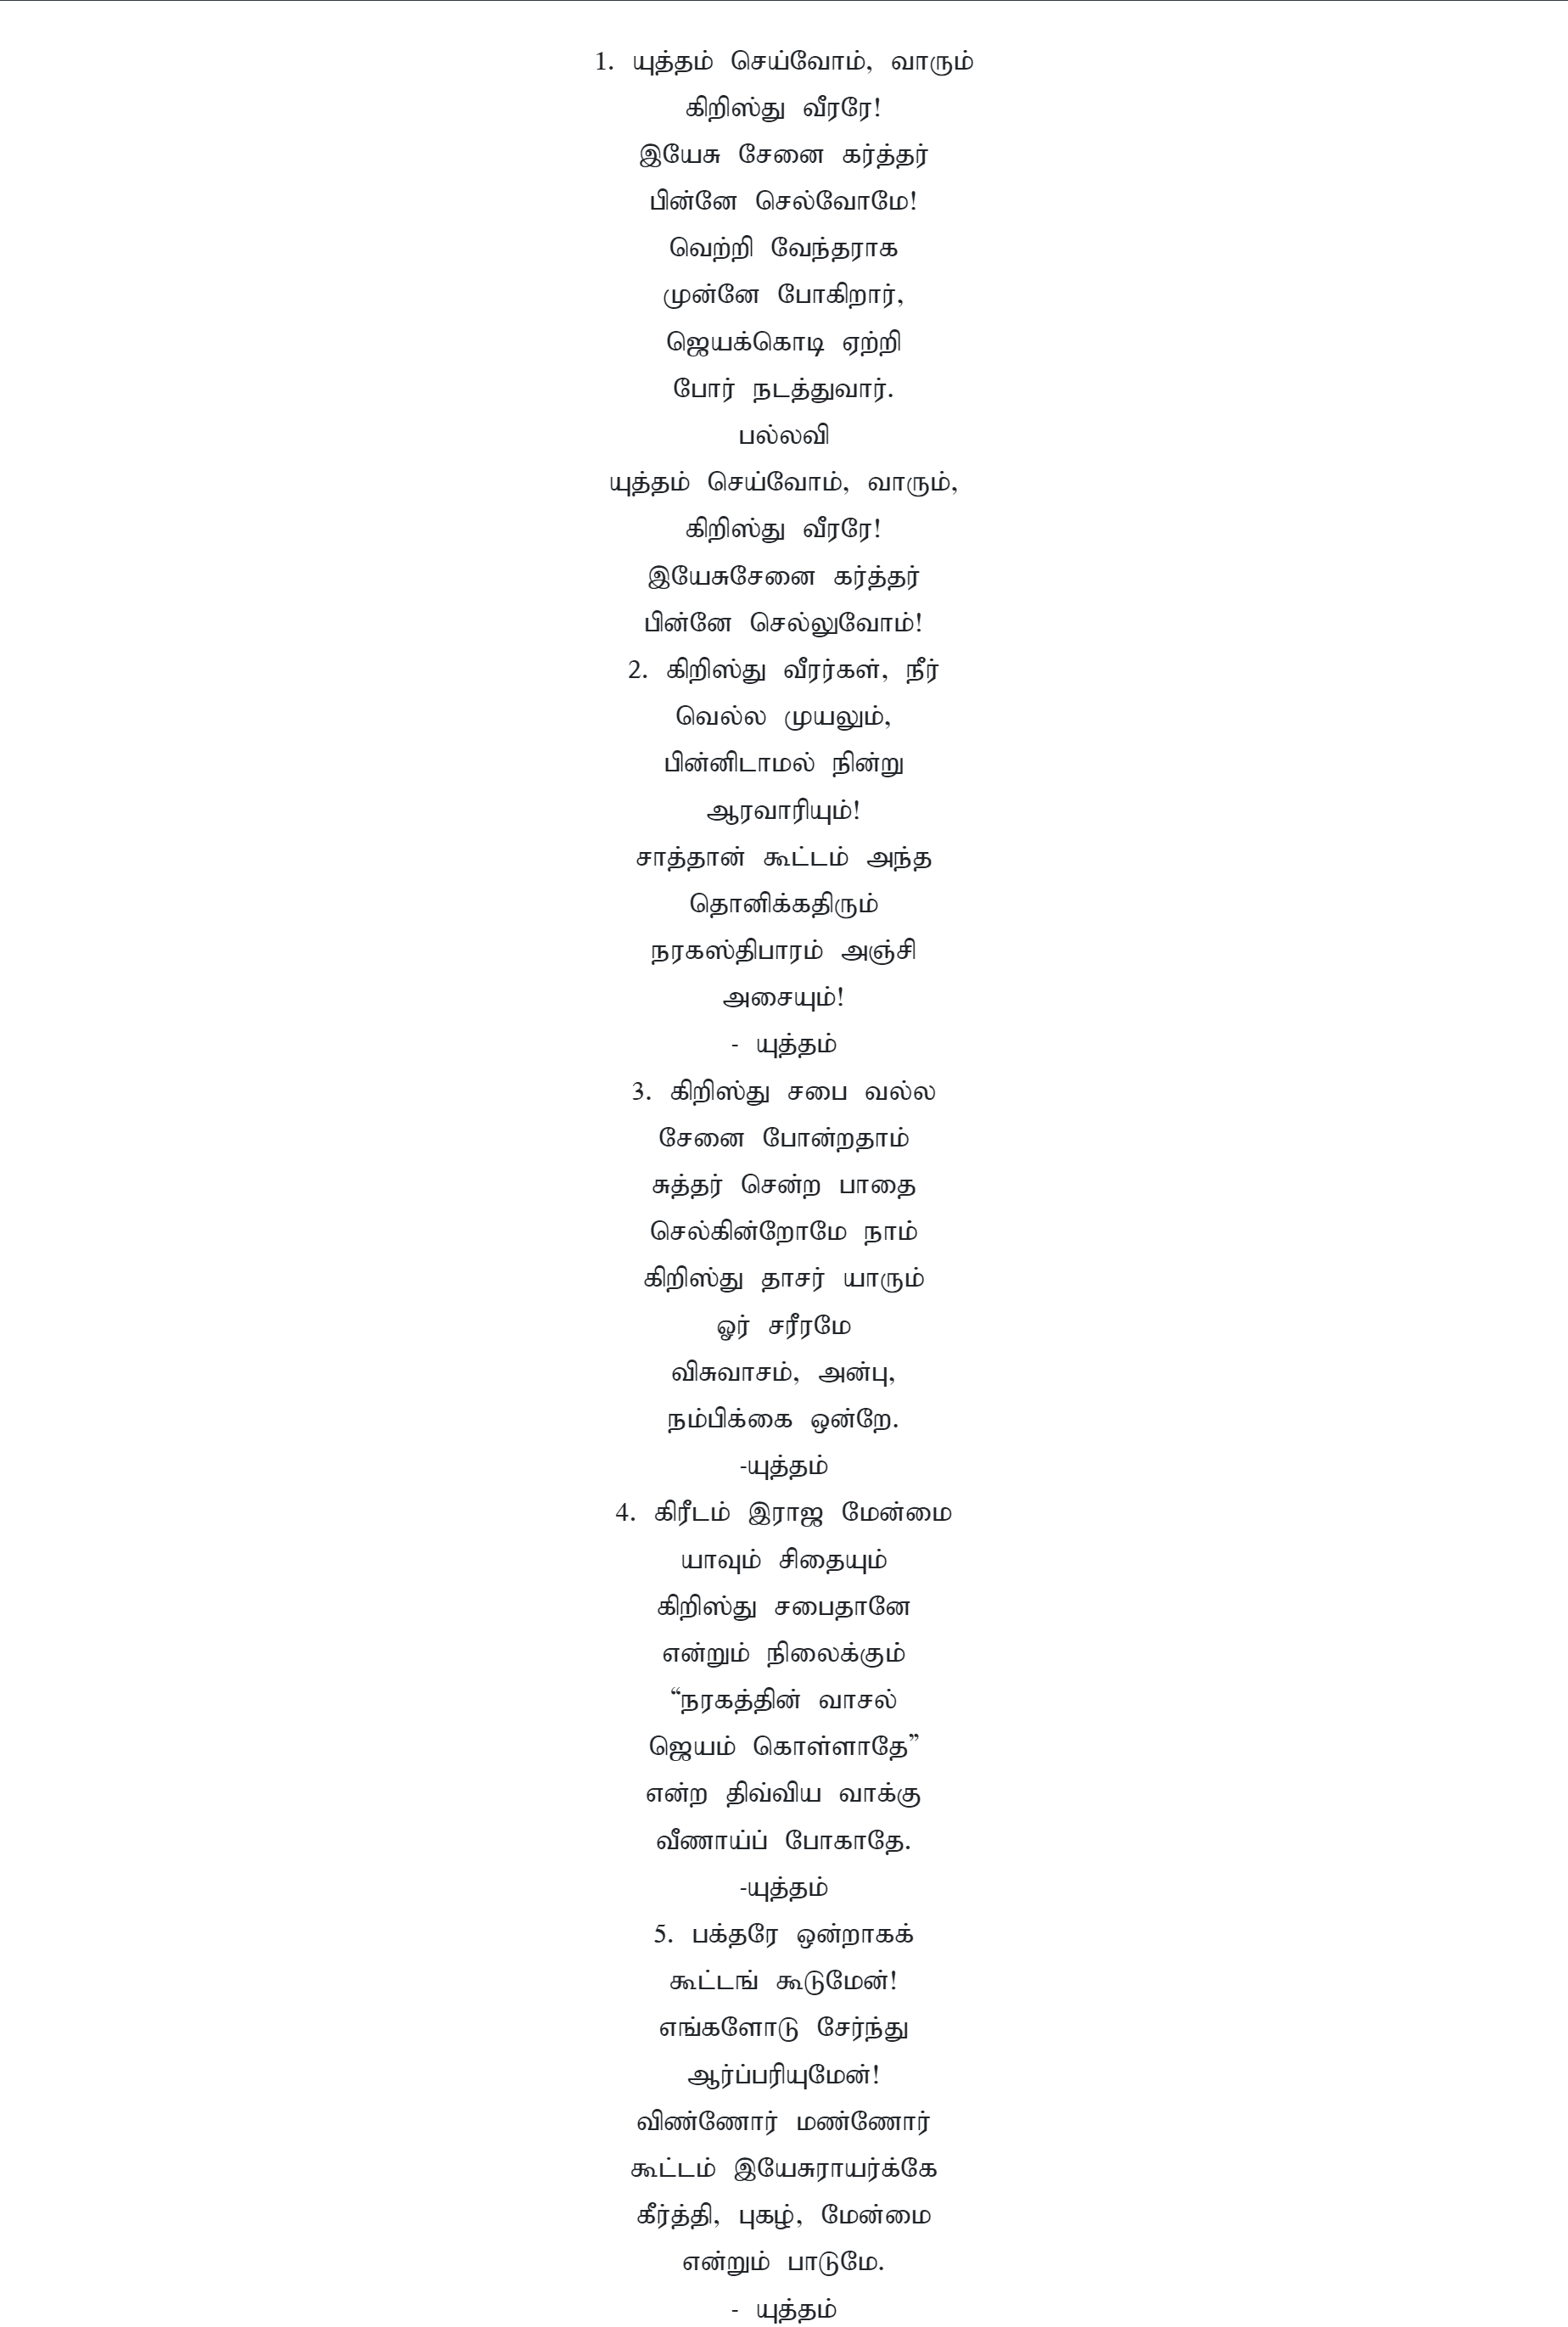 1. யுத்தம் செய்வோம், வாரும்
கிறிஸ்து வீரரே!
இயேசு சேனை கர்த்தர்
பின்னே செல்வோமே!
வெற்றி வேந்தராக
முன்னே போகிறார்,
ஜெயக்கொடி ஏற்றி
போர் நடத்துவார்.
பல்லவி
யுத்தம் செய்வோம், வாரும்,
கிறிஸ்து வீரரே!
இயேசுசேனை கர்த்தர்
பின்னே செல்லுவோம்!
2. கிறிஸ்து வீரர்கள், நீர்
வெல்ல முயலும்,
பின்னிடாமல் நின்று
ஆரவாரியும்!
சாத்தான் கூட்டம் அந்த
தொனிக்கதிரும்
நரகஸ்திபாரம் அஞ்சி
அசையும்!
- யுத்தம்
3. கிறிஸ்து சபை வல்ல
சேனை போன்றதாம்
சுத்தர் சென்ற பாதை
செல்கின்றோமே நாம்
கிறிஸ்து தாசர் யாரும்
ஓர் சரீரமே
விசுவாசம், அன்பு,
நம்பிக்கை ஒன்றே.
-யுத்தம்
4. கிரீடம் இராஜ மேன்மை
யாவும் சிதையும்
கிறிஸ்து சபைதானே
என்றும் நிலைக்கும்
“நரகத்தின் வாசல்
ஜெயம் கொள்ளாதே”
என்ற திவ்விய வாக்கு
வீணாய்ப் போகாதே.
-யுத்தம்
5. பக்தரே ஒன்றாகக்
கூட்டங் கூடுமேன்!
எங்களோடு சேர்ந்து
ஆர்ப்பரியுமேன்!
விண்ணோர் மண்ணோர்
கூட்டம் இயேசுராயர்க்கே
கீர்த்தி, புகழ், மேன்மை
என்றும் பாடுமே.
- யுத்தம்